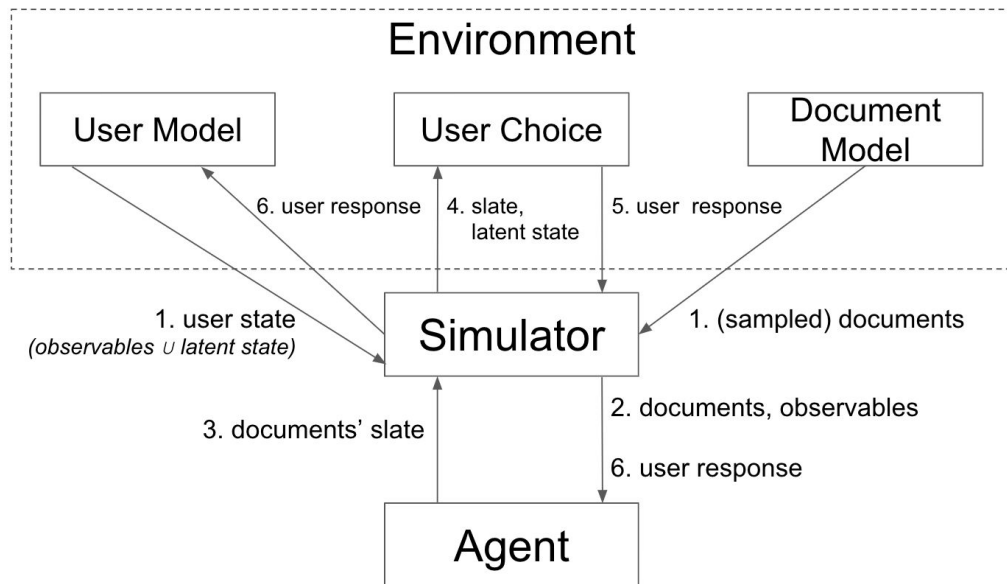 Environment
User Model
User Choice
Document
Model
6. user response
4. slate,
latent state
5. user response
1. user state
(observables ∪ latent state)
Simulator
1. (sampled) documents
3. documents’ slate
2. documents, observables
6. user response
Agent